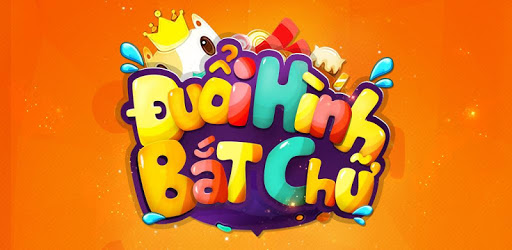 Đuổi Hình
Bắt Chữ